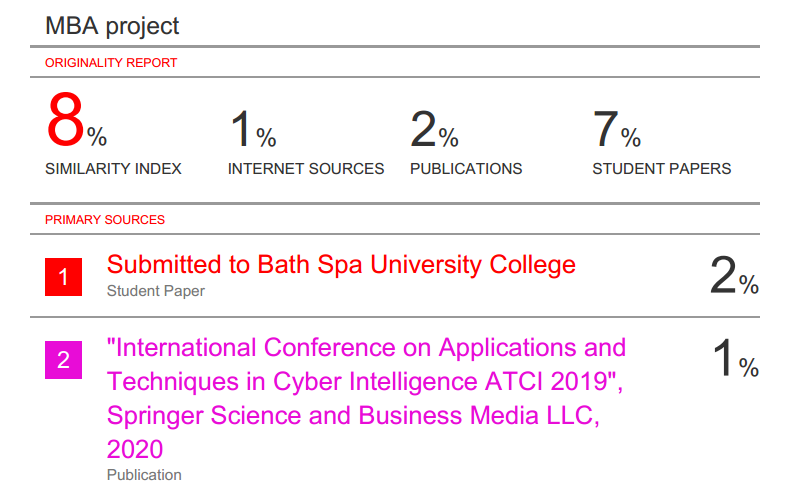 MBA project
ORIGINALITY REPORT
8%
1%
2%
7%
SIMILARITY INDEX
INTERNET SOURCES
PUBLICATIONS
STUDENT PAPERS
PRIMARY SOURCES
1
Submitted to Bath Spa University College
Student Paper
2%
2
"International Conference on Applications and
Techniques in Cyber Intelligence ATCI 2019",
Springer Science and Business Media LLC,
2020
Publication
1%